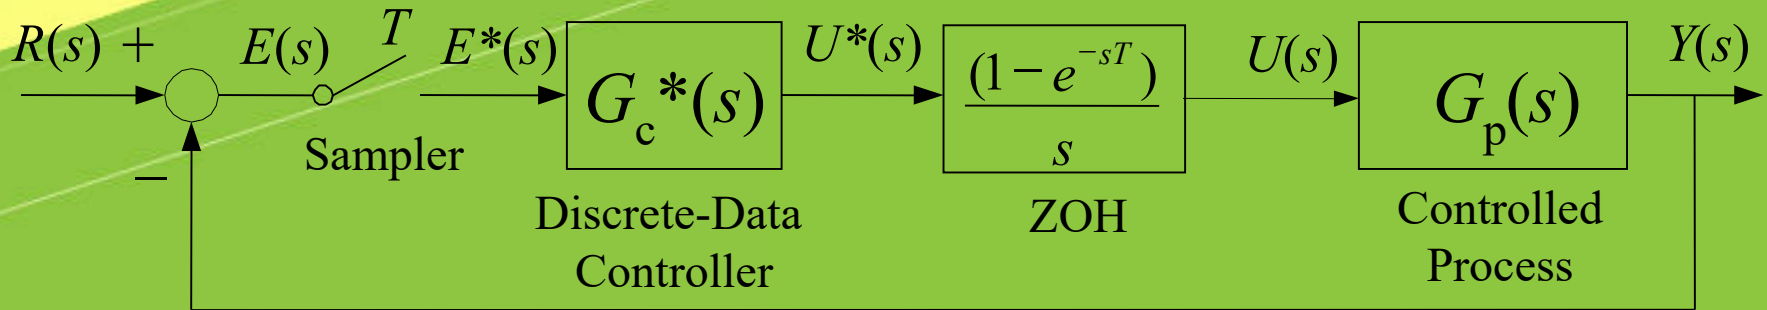 R(s) + E(s) T E*(s) U*(s) U(s) Y(s)
G_c*(s)
(1−e^{−sT})
s
G_p(s)
−
Sampler
Discrete-Data
Controller
ZOH
Controlled
Process